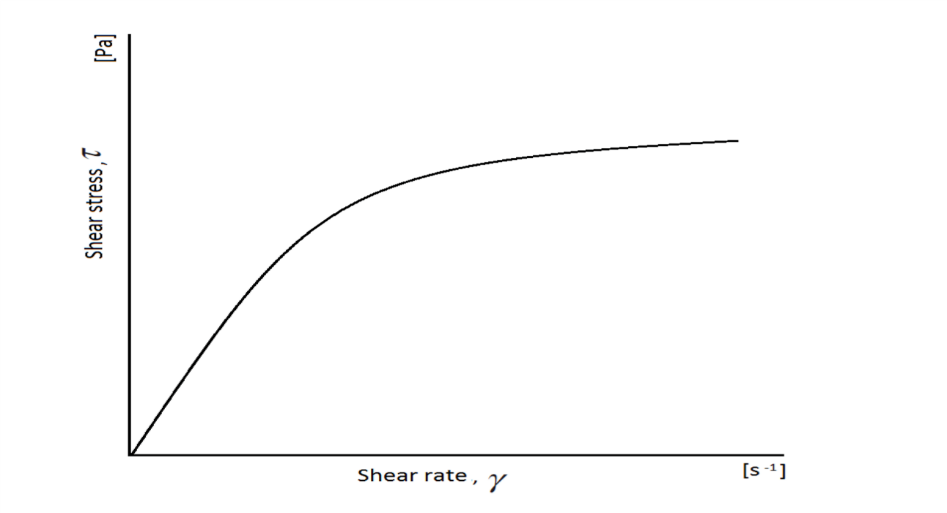 [Pa]
Shear stress, τ
Shear rate , γ
[s⁻¹]